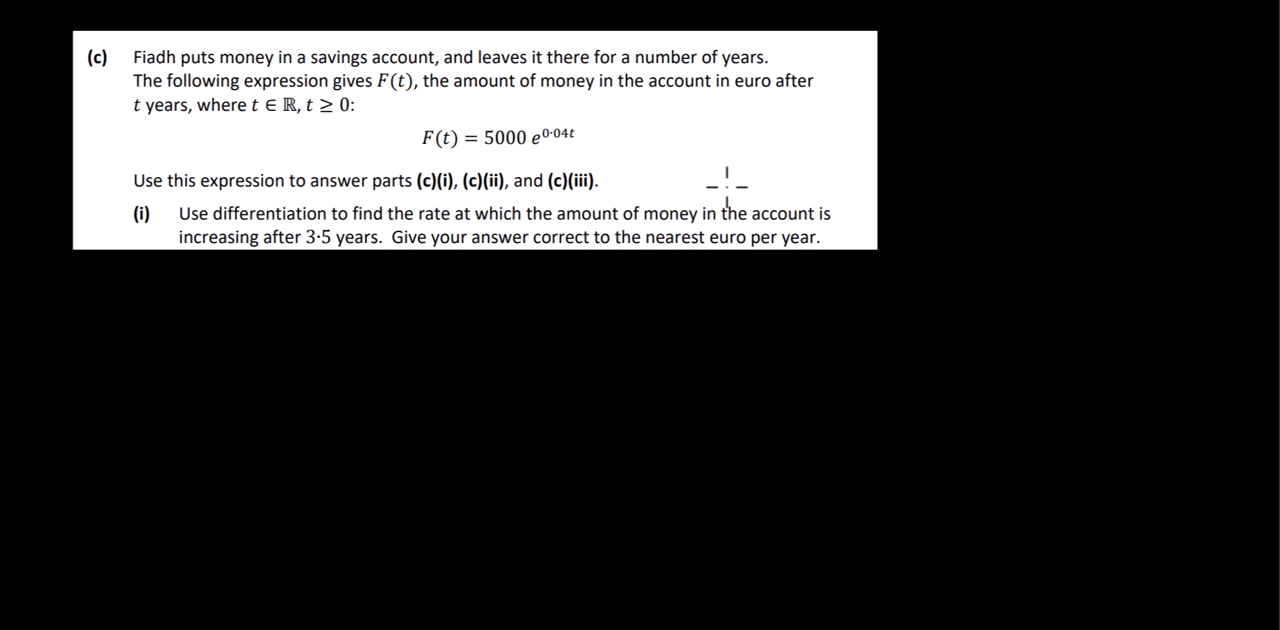 (c) Fiadh puts money in a savings account, and leaves it there for a number of years.
The following expression gives F(t), the amount of money in the account in euro after
t years, where t ∈ ℝ, t ≥ 0:
F(t) = 5000 e^{0·04t}
Use this expression to answer parts (c)(i), (c)(ii), and (c)(iii).
(i) Use differentiation to find the rate at which the amount of money in the account is
increasing after 3·5 years. Give your answer correct to the nearest euro per year.